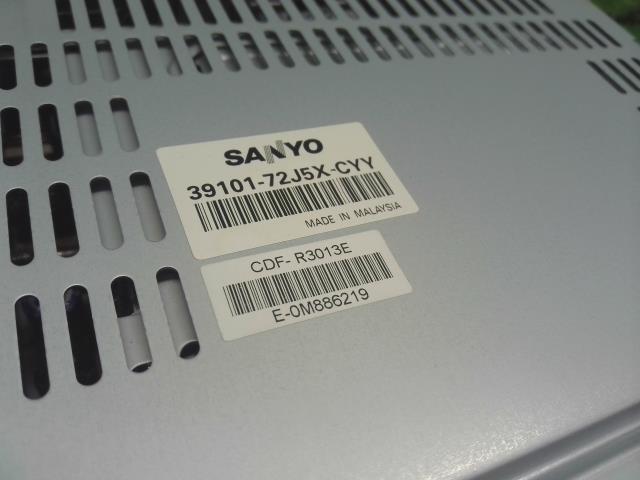 SANYO
39101-72J5X-CYY
MADE IN MALAYSIA
CDF- R3013E
E-0M886219